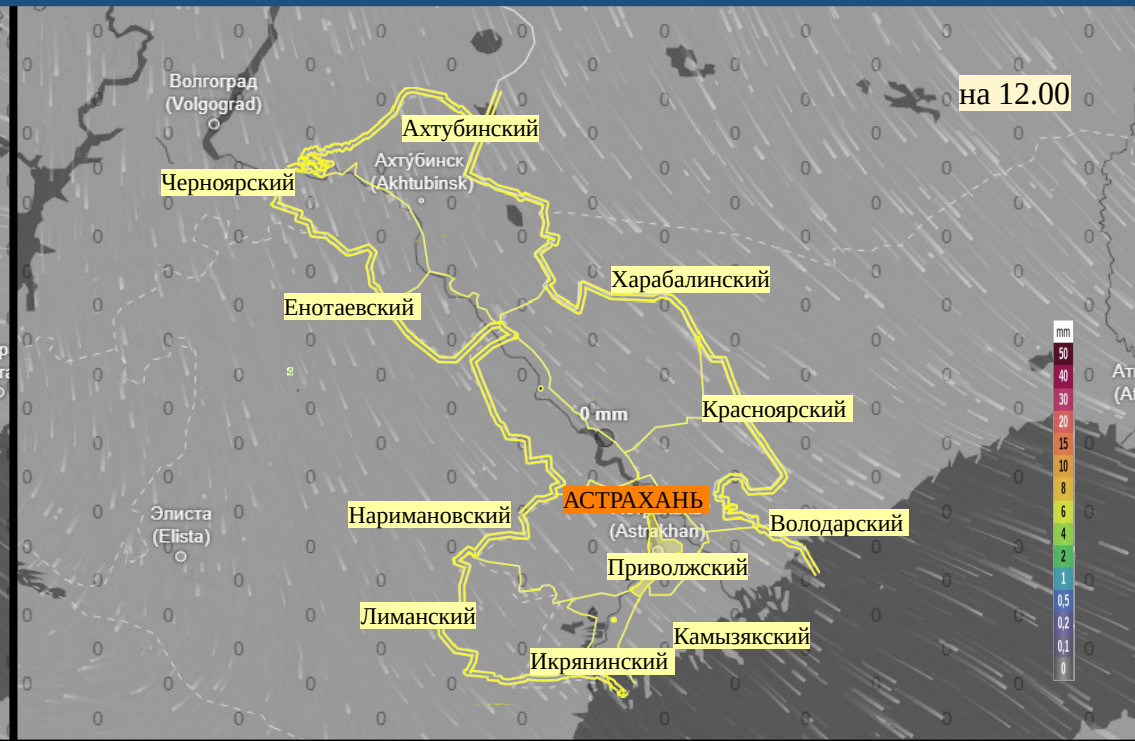 на 12.00
Волгоград
(Volgograd)
Ахтубинский
Аxтýбинск
(Akhtubinsk)
Черноярский
Харабалинский
Енотаевский
mm
50
40
30
20
15
10
8
6
4
2
1
0,5
0,2
0,1
0
0 mm
Красноярский
АСТРАХАНЬ
(Astrakhan)
Наримановский
Элиста
(Elista)
Володарский
Приволжский
Лиманский
Камызякский
Икрянинский